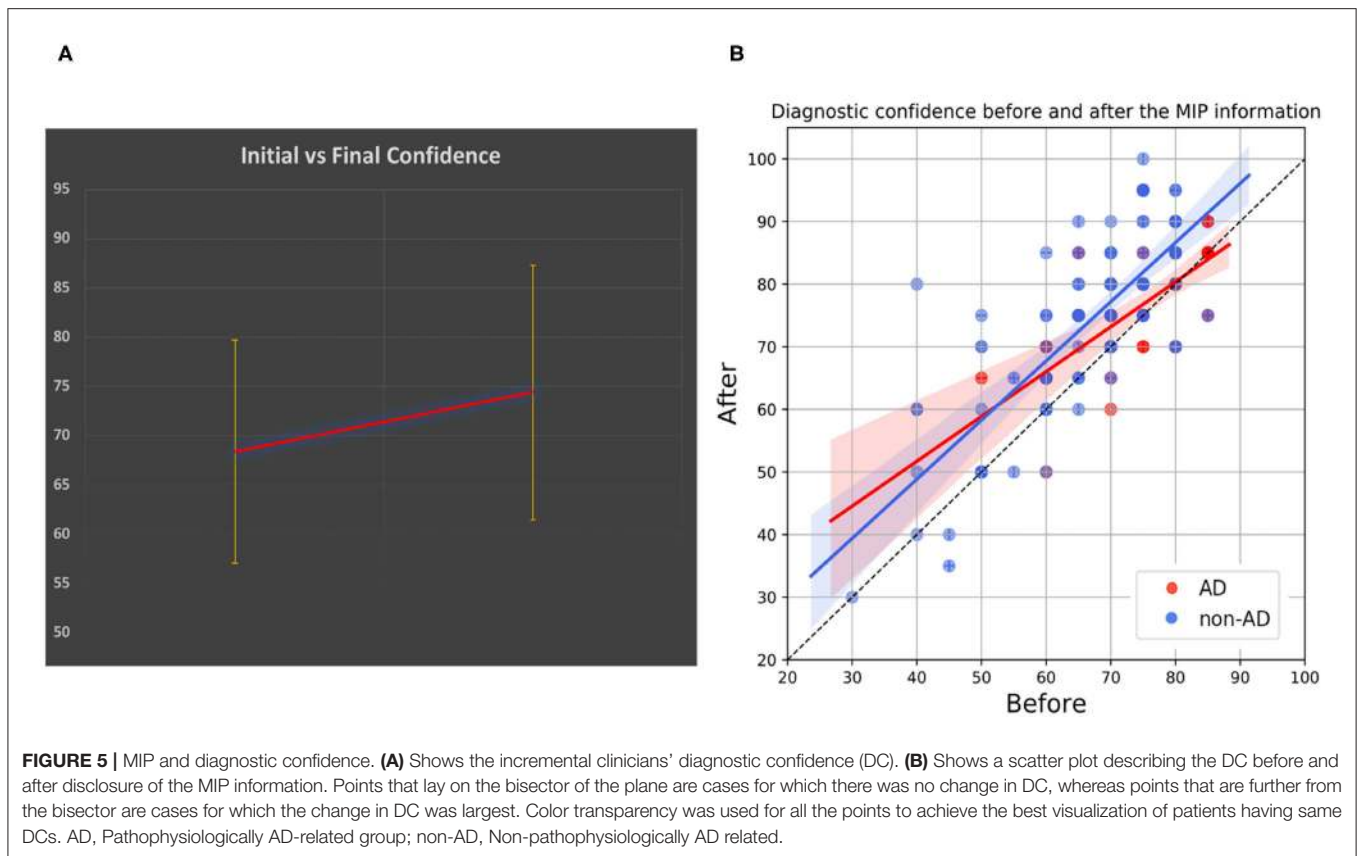 A
B
Initial vs Final Confidence
95
90
85
80
75
70
65
60
55
50
Diagnostic confidence before and after the MIP information
After
100
90
80
70
60
50
40
30
20
20 30 40 50 60 70 80 90 100
Before
AD
non-AD
FIGURE 5 | MIP and diagnostic confidence. (A) Shows the incremental clinicians’ diagnostic confidence (DC). (B) Shows a scatter plot describing the DC before and
after disclosure of the MIP information. Points that lay on the bisector of the plane are cases for which there was no change in DC, whereas points that are further from
the bisector are cases for which the change in DC was largest. Color transparency was used for all the points to achieve the best visualization of patients having same
DCs. AD, Pathophysiologically AD-related group; non-AD, Non-pathophysiologically AD related.